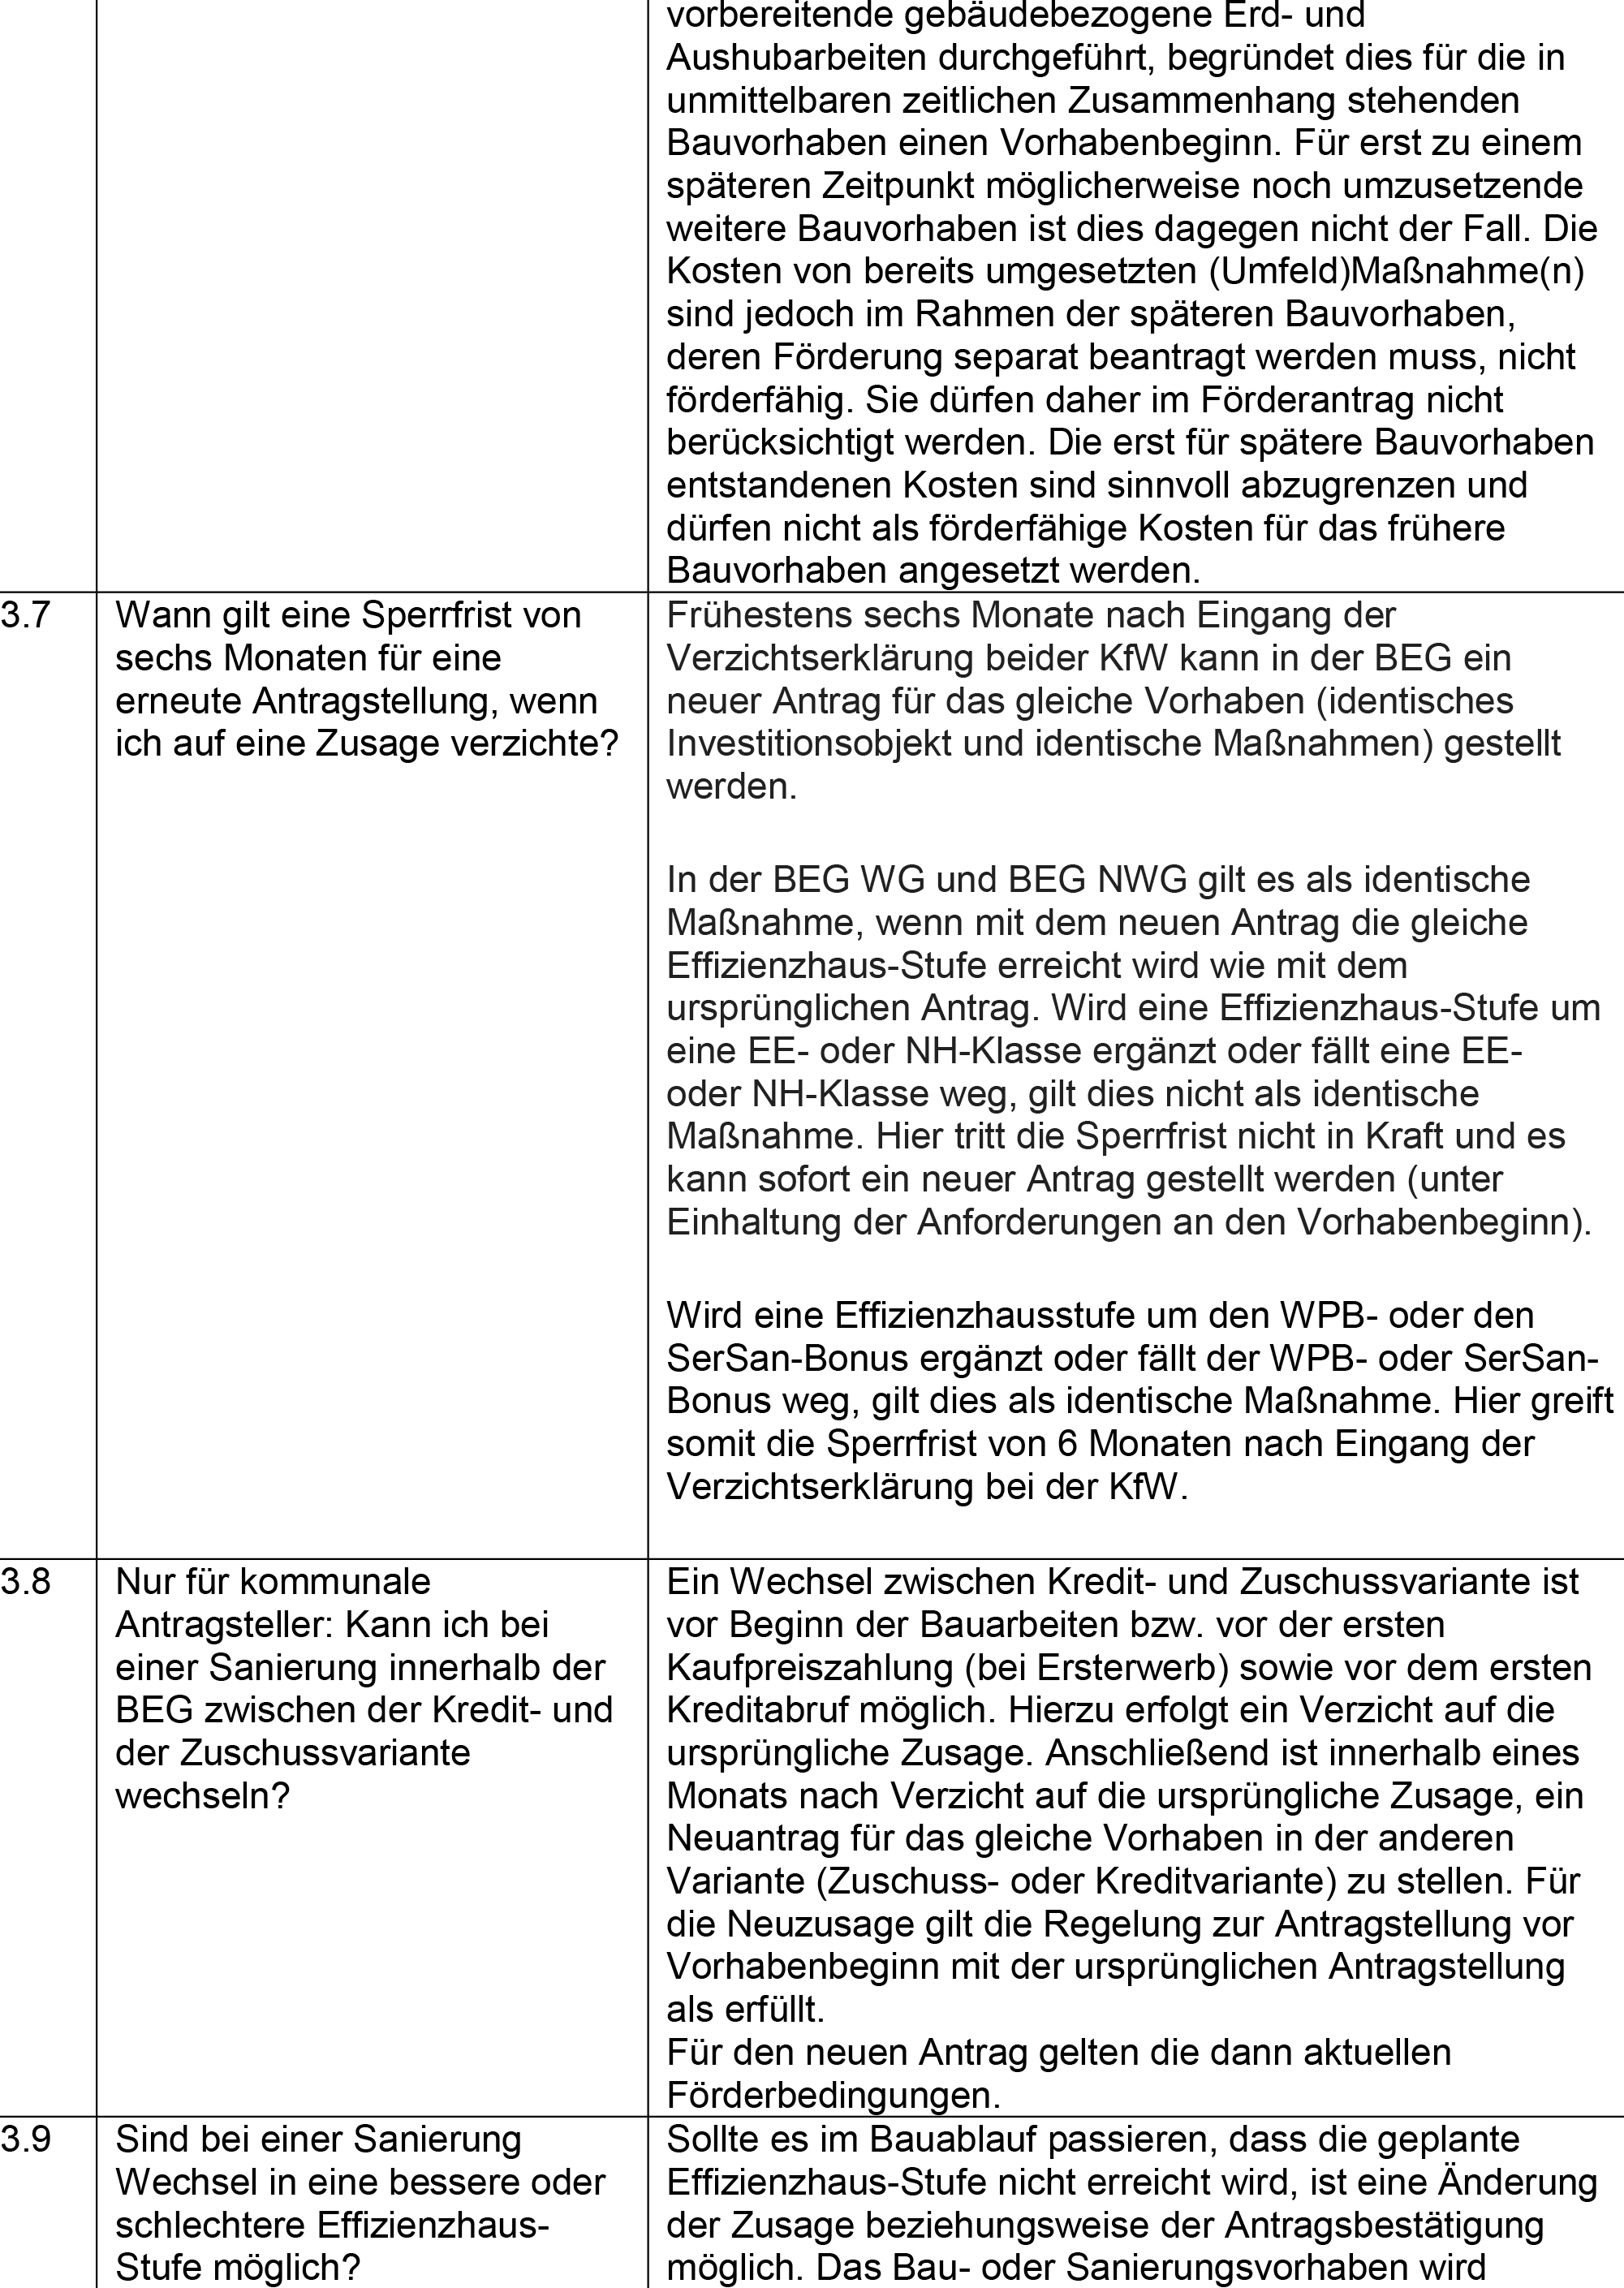 vorbereitende gebäudebezogene Erd- und
Aushubarbeiten durchgeführt, begründet dies für die in
unmittelbaren zeitlichen Zusammenhang stehenden
Bauvorhaben einen Vorhabenbeginn. Für erst zu einem
späteren Zeitpunkt möglicherweise noch umzusetzende
weitere Bauvorhaben ist dies dagegen nicht der Fall. Die
Kosten von bereits umgesetzten (Umfeld)Maßnahme(n)
sind jedoch im Rahmen der späteren Bauvorhaben,
deren Förderung separat beantragt werden muss, nicht
förderfähig. Sie dürfen daher im Förderantrag nicht
berücksichtigt werden. Die erst für spätere Bauvorhaben
entstandenen Kosten sind sinnvoll abzugrenzen und
dürfen nicht als förderfähige Kosten für das frühere
Bauvorhaben angesetzt werden.
3.7
Wann gilt eine Sperrfrist von
sechs Monaten für eine
erneute Antragstellung, wenn
ich auf eine Zusage verzichte?
Frühestens sechs Monate nach Eingang der
Verzichtserklärung beider KfW kann in der BEG ein
neuer Antrag für das gleiche Vorhaben (identisches
Investitionsobjekt und identische Maßnahmen) gestellt
werden.
In der BEG WG und BEG NWG gilt es als identische
Maßnahme, wenn mit dem neuen Antrag die gleiche
Effizienzhaus-Stufe erreicht wird wie mit dem
ursprünglichen Antrag. Wird eine Effizienzhaus-Stufe um
eine EE- oder NH-Klasse ergänzt oder fällt eine EE-
oder NH-Klasse weg, gilt dies nicht als identische
Maßnahme. Hier tritt die Sperrfrist nicht in Kraft und es
kann sofort ein neuer Antrag gestellt werden (unter
Einhaltung der Anforderungen an den Vorhabenbeginn).
Wird eine Effizienzhausstufe um den WPB- oder den
SerSan-Bonus ergänzt oder fällt der WPB- oder SerSan-
Bonus weg, gilt dies als identische Maßnahme. Hier greift
somit die Sperrfrist von 6 Monaten nach Eingang der
Verzichtserklärung bei der KfW.
3.8
Nur für kommunale
Antragsteller: Kann ich bei
einer Sanierung innerhalb der
BEG zwischen der Kredit- und
der Zuschussvariante
wechseln?
Ein Wechsel zwischen Kredit- und Zuschussvariante ist
vor Beginn der Bauarbeiten bzw. vor der ersten
Kaufpreiszahlung (bei Ersterwerb) sowie vor dem ersten
Kreditabruf möglich. Hierzu erfolgt ein Verzicht auf die
ursprüngliche Zusage. Anschließend ist innerhalb eines
Monats nach Verzicht auf die ursprüngliche Zusage, ein
Neuantrag für das gleiche Vorhaben in der anderen
Variante (Zuschuss- oder Kreditvariante) zu stellen. Für
die Neuzusage gilt die Regelung zur Antragstellung vor
Vorhabenbeginn mit der ursprünglichen Antragstellung
als erfüllt.
Für den neuen Antrag gelten die dann aktuellen
Förderbedingungen.
3.9
Sind bei einer Sanierung
Wechsel in eine bessere oder
schlechtere Effizienzhaus-
Stufe möglich?
Sollte es im Bauablauf passieren, dass die geplante
Effizienzhaus-Stufe nicht erreicht wird, ist eine Änderung
der Zusage beziehungsweise der Antragsbestätigung
möglich. Das Bau- oder Sanierungsvorhaben wird